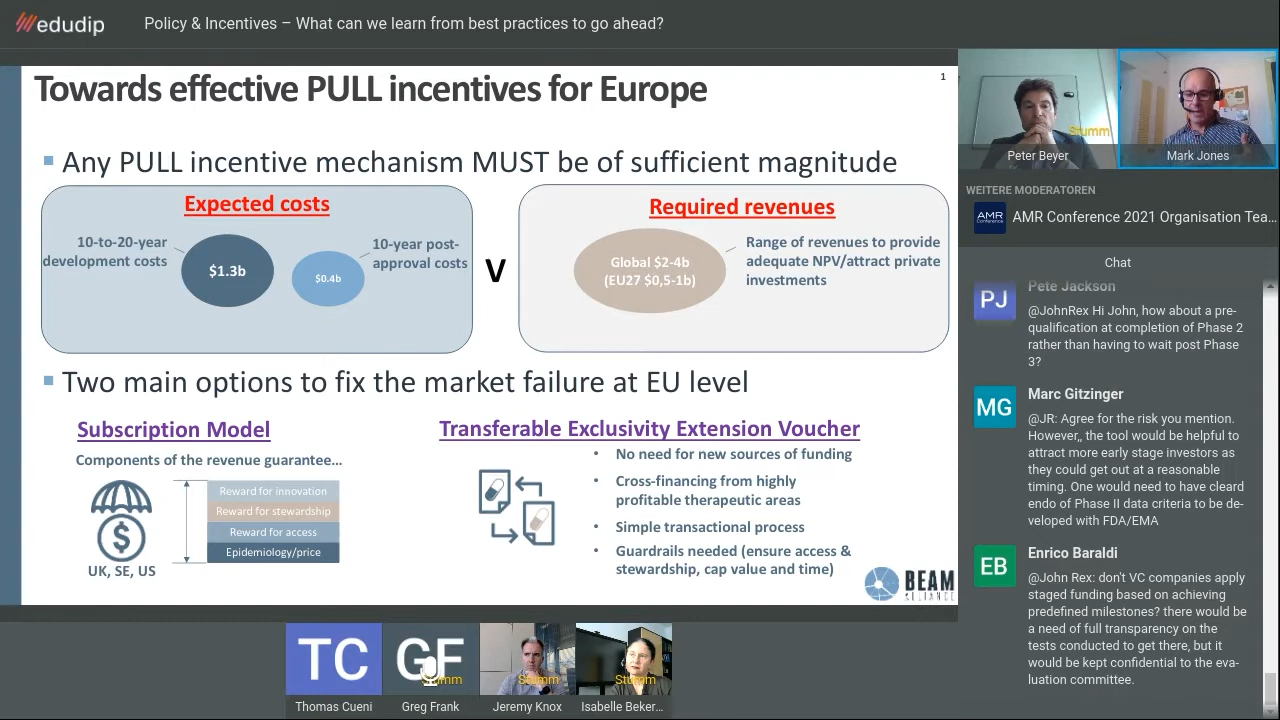 edudip
Policy & Incentives – What can we learn from best practices to go ahead?
Towards effective PULL incentives for Europe
1
Any PULL incentive mechanism MUST be of sufficient magnitude
Expected costs
10-to-20-year
development costs
$1.3b
$0.4b
10-year post-
approval costs
V
Required revenues
Global $2-4b
(EU27 $0,5-1b)
Range of revenues to provide
adequate NPV/attract private
investments
Two main options to fix the market failure at EU level
Subscription Model
Components of the revenue guarantee…
Reward for innovation
Reward for stewardship
Reward for access
Epidemiology/price
$
UK, SE, US
Transferable Exclusivity Extension Voucher
No need for new sources of funding
Cross-financing from highly
profitable therapeutic areas
Simple transactional process
Guardrails needed (ensure access &
stewardship, cap value and time)
BEAM
ALLIANCE
Stumm
Peter Beyer
Mark Jones
WEITERE MODERATOREN
AMR
AMR Conference 2021 Organisation Tea...
Chat
PJ
Pete Jackson
@JohnRex Hi John, how about a pre-
qualification at completion of Phase 2
rather than having to wait post Phase
3?
MG
Marc Gitzinger
@JR: Agree for the risk you mention.
However,, the tool would be helpful to
attract more early stage investors as
they could get out at a reasonable
timing. One would need to have cleard
endo of Phase II data criteria to be de-
veloped with FDA/EMA
EB
Enrico Baraldi
@John Rex: don't VC companies apply
staged funding based on achieving
predefined milestones? there would be
a need of full transparency on the
tests conducted to get there, but it
would be kept confidential to the eva-
luation committee.
TC
Thomas Cueni
GF
Stumm
Greg Frank
Stumm
Jeremy Knox
Stumm
Isabelle Beker...